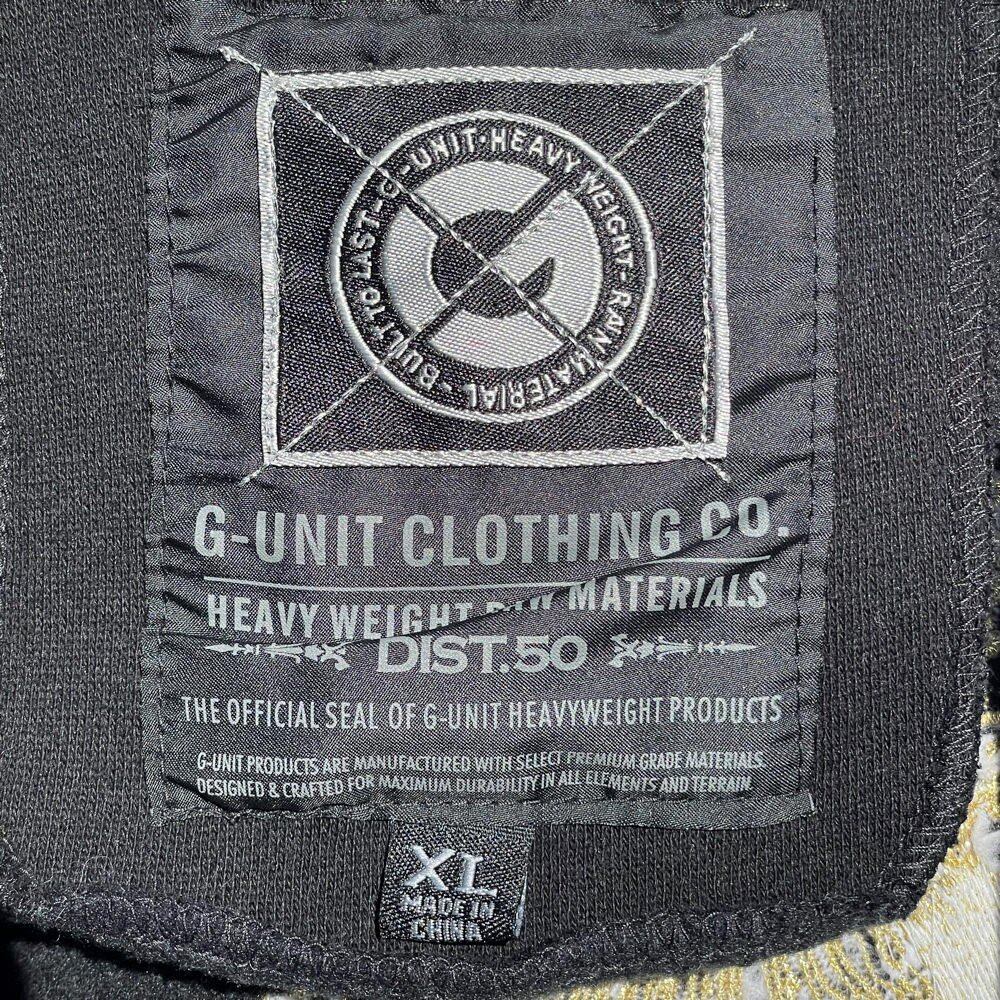 G-UNIT·HEAVY WEIGHT-RAW MATERIAL-BUILT TO LAST-
G-UNIT CLOTHING CO.
HEAVY WEIGHT RAW MATERIALS
DIST.50
THE OFFICIAL SEAL OF G-UNIT HEAVYWEIGHT PRODUCTS
G-UNIT PRODUCTS ARE MANUFACTURED WITH SELECT PREMIUM GRADE MATERIALS.
DESIGNED & CRAFTED FOR MAXIMUM DURABILITY IN ALL ELEMENTS AND TERRAIN.
XL
MADE IN
CHINA